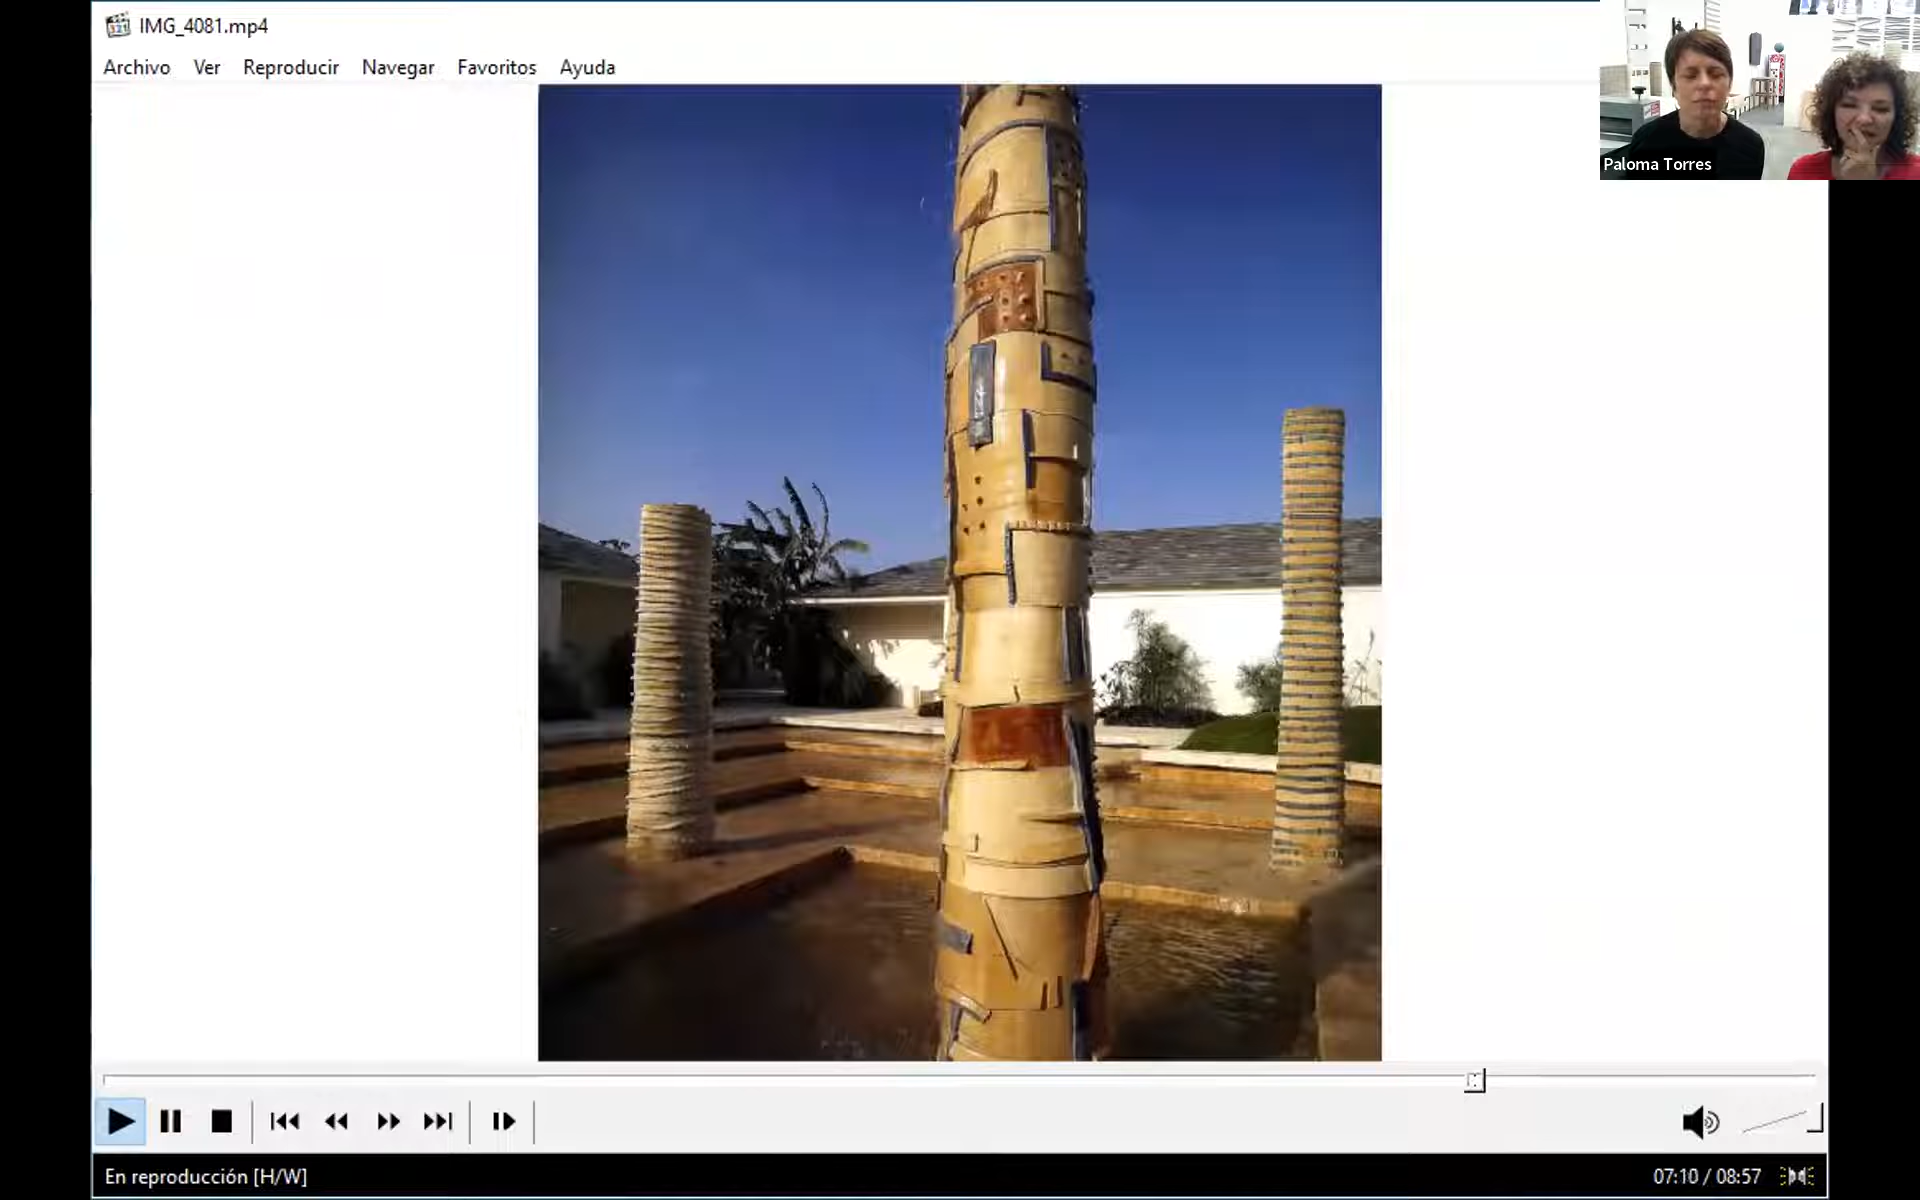 IMG_4081.mp4
Archivo Ver Reproducir Navegar Favoritos Ayuda
Paloma Torres
En reproducción [H/W]
07:10 / 08:57